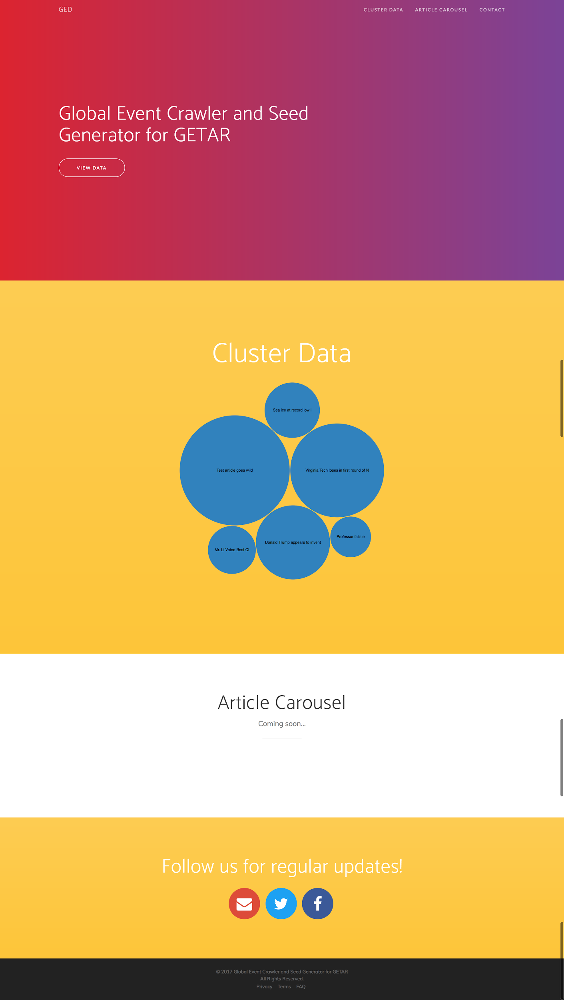 GED
CLUSTER DATA
ARTICLE CAROUSEL
CONTACT
Global Event Crawler and Seed
Generator for GETAR
VIEW DATA
Cluster Data
Sea ice at record low i
Test article goes wild
Virginia Tech loses in first round of N
Professor fails e
Donald Trump appears to invent
Mr. Li Voted Best Cl
Article Carousel
Coming soon...
Follow us for regular updates!
© 2017 Global Event Crawler and Seed Generator for GETAR
All Rights Reserved.
Privacy Terms FAQ